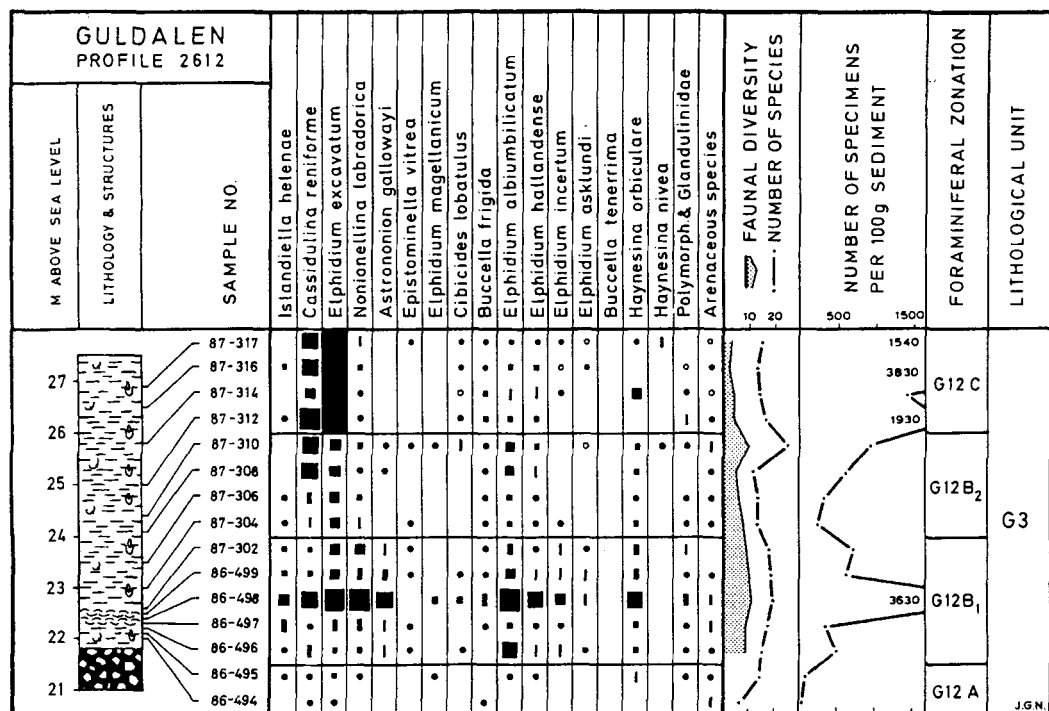 GULDALEN
PROFILE 2612
M ABOVE SEA LEVEL
LITHOLOGY & STRUCTURES
SAMPLE NO.
Islandiella helenae
Cassidulina reniforme
Elphidium excavatum
Nonionellina labradorica
Astrononion gallowayi
Epistominella vitrea
Elphidium magellanicum
Cibicides lobatulus
Buccella frigida
Elphidium albiumbilicatum
Elphidium hallandense
Elphidium incertum
Elphidium asklundi
Buccella tenerrima
Haynesina orbiculare
Haynesina nivea
Polymorph.& Glandulinidae
Arenaceous species
FAUNAL DIVERSITY
NUMBER OF SPECIES
10 20
NUMBER OF SPECIMENS
PER 100g SEDIMENT
500 1500
FORAMINIFERAL ZONATION
LITHOLOGICAL UNIT
27
26
25
24
23
22
21
87-317
87-316
87-314
87-312
87-310
87-308
87-306
87-304
87-302
86-499
86-498
86-497
86-496
86-495
86-494
1540
3830
1930
3630
G12 C
G12B2
G12B1
G12 A
G3
J.G.N.